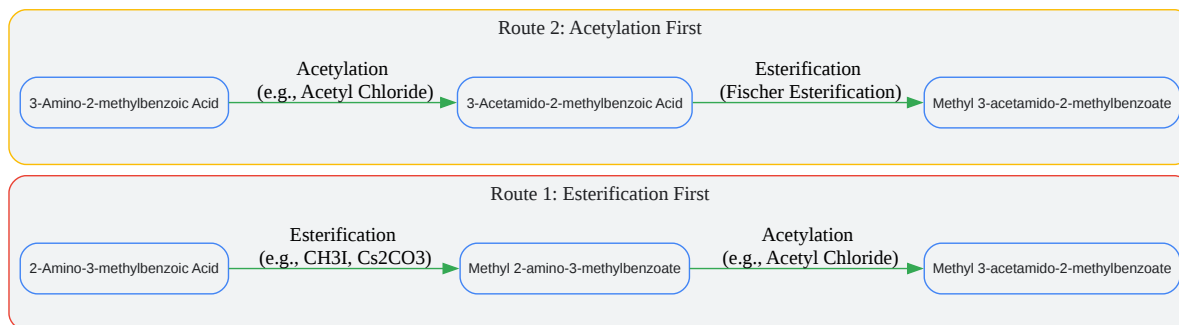 Route 2: Acetylation First
Acetylation
(e.g., Acetyl Chloride)
Esterification
(Fischer Esterification)
3-Amino-2-methylbenzoic Acid
3-Acetamido-2-methylbenzoic Acid
Methyl 3-acetamido-2-methylbenzoate
Route 1: Esterification First
Esterification
(e.g., CH3I, Cs2CO3)
Acetylation
(e.g., Acetyl Chloride)
2-Amino-3-methylbenzoic Acid
Methyl 2-amino-3-methylbenzoate
Methyl 3-acetamido-2-methylbenzoate